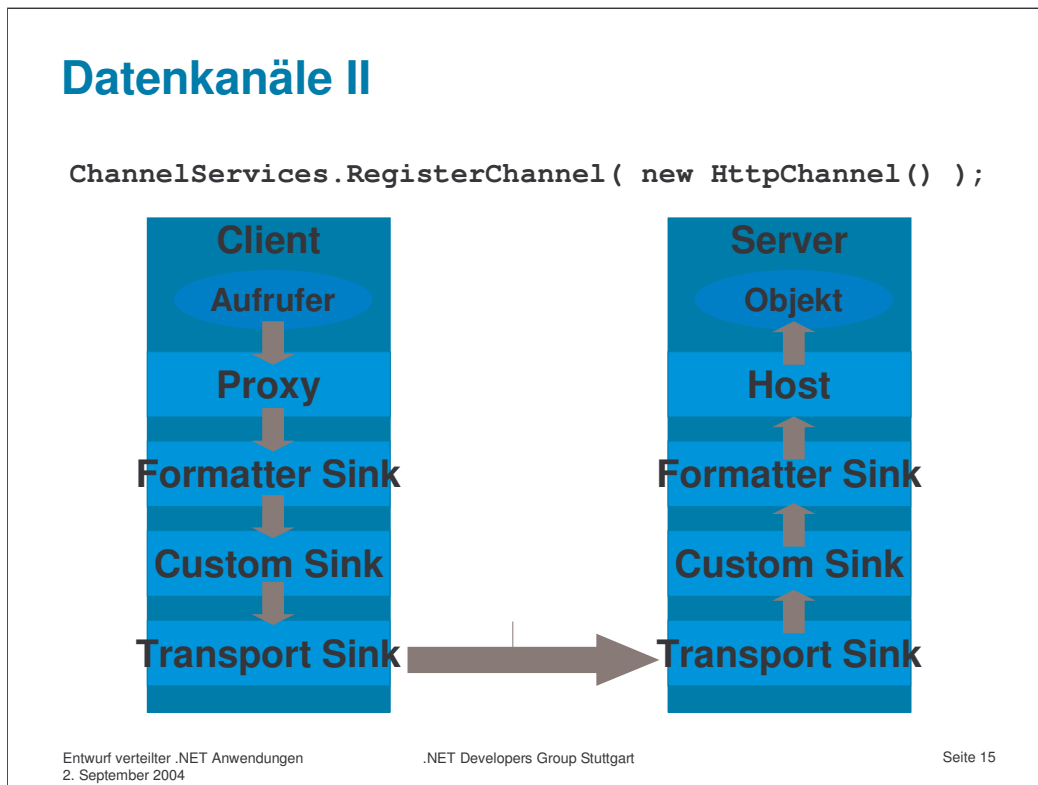 Datenkanäle II
ChannelServices.RegisterChannel( new HttpChannel() );
Client
Aufrufer
Proxy
Formatter Sink
Custom Sink
Transport Sink
Server
Objekt
Host
Formatter Sink
Custom Sink
Transport Sink
Entwurf verteilter .NET Anwendungen
2. September 2004
.NET Developers Group Stuttgart
Seite 15